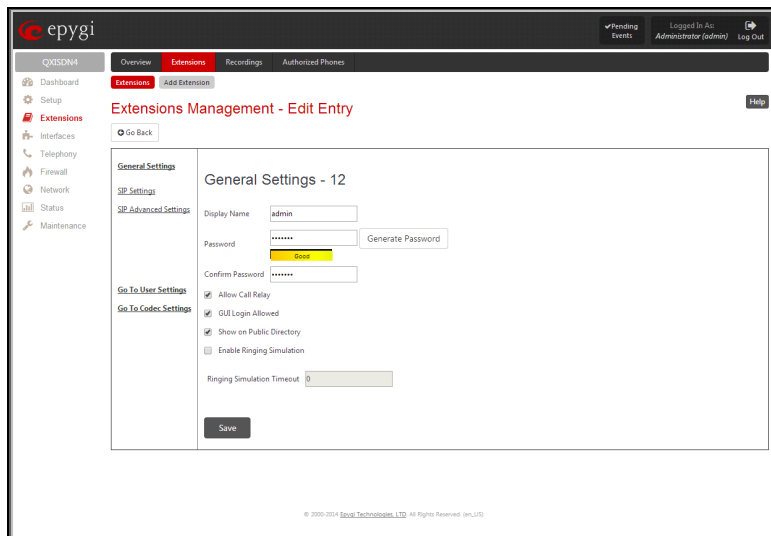 epygi
✔Pending Events
Logged In As:
Administrator (admin)
Log Out
QXISDN4
Overview Extensions Recordings Authorized Phones
Dashboard
Setup
Extensions
Interfaces
Telephony
Firewall
Network
Status
Maintenance
Extensions Add Extension
Extensions Management - Edit Entry
Help
Go Back
General Settings
SIP Settings
SIP Advanced Settings
Go To User Settings
Go To Codec Settings
General Settings - 12
Display Name admin
Password ••••••• Generate Password
Good
Confirm Password •••••••
Allow Call Relay
GUI Login Allowed
Show on Public Directory
Enable Ringing Simulation
Ringing Simulation Timeout 0
Save
© 2000-2014 Epygi Technologies, LTD. All Rights Reserved. (en_US)